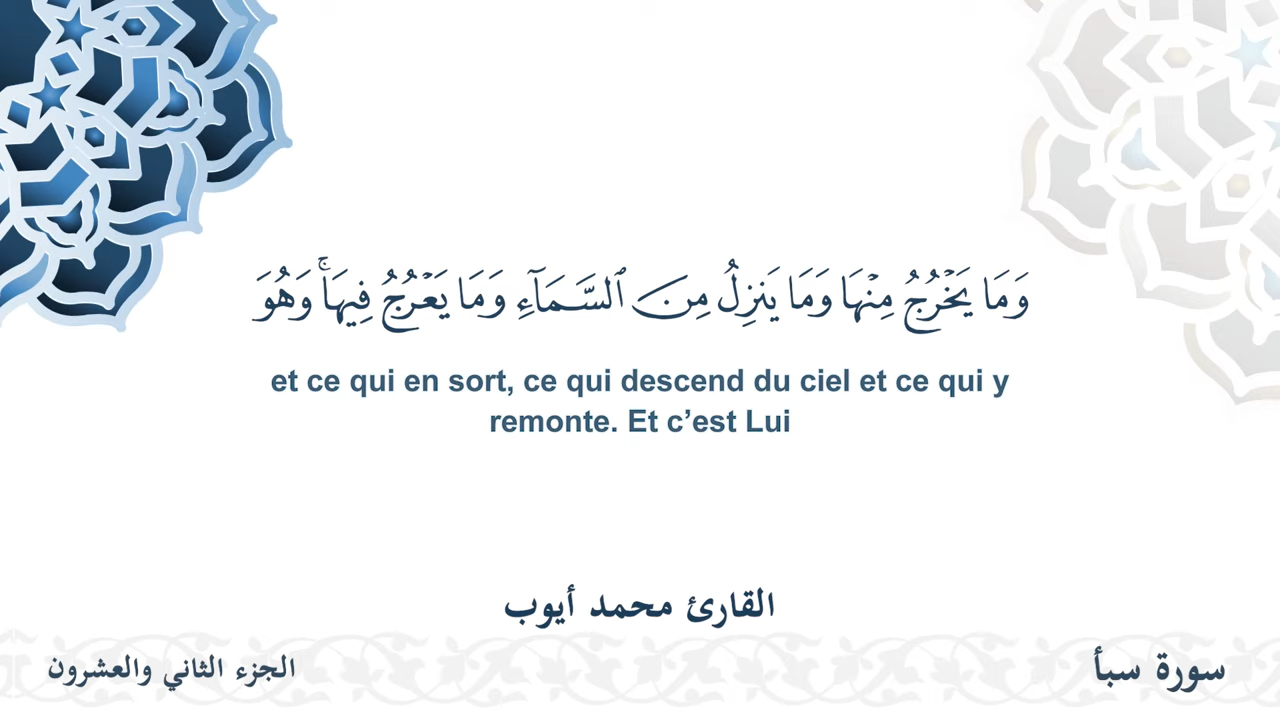 وَمَا يَخْرُجُ مِنْهَا وَمَا يَنزِلُ مِنَ ٱلسَّمَآءِ وَمَا يَعْرُجُ فِيهَا ۚ وَهُوَ
et ce qui en sort, ce qui descend du ciel et ce qui y
remonte. Et c’est Lui
القارئ محمد أيوب
سورة سبأ
الجزء الثاني والعشرون